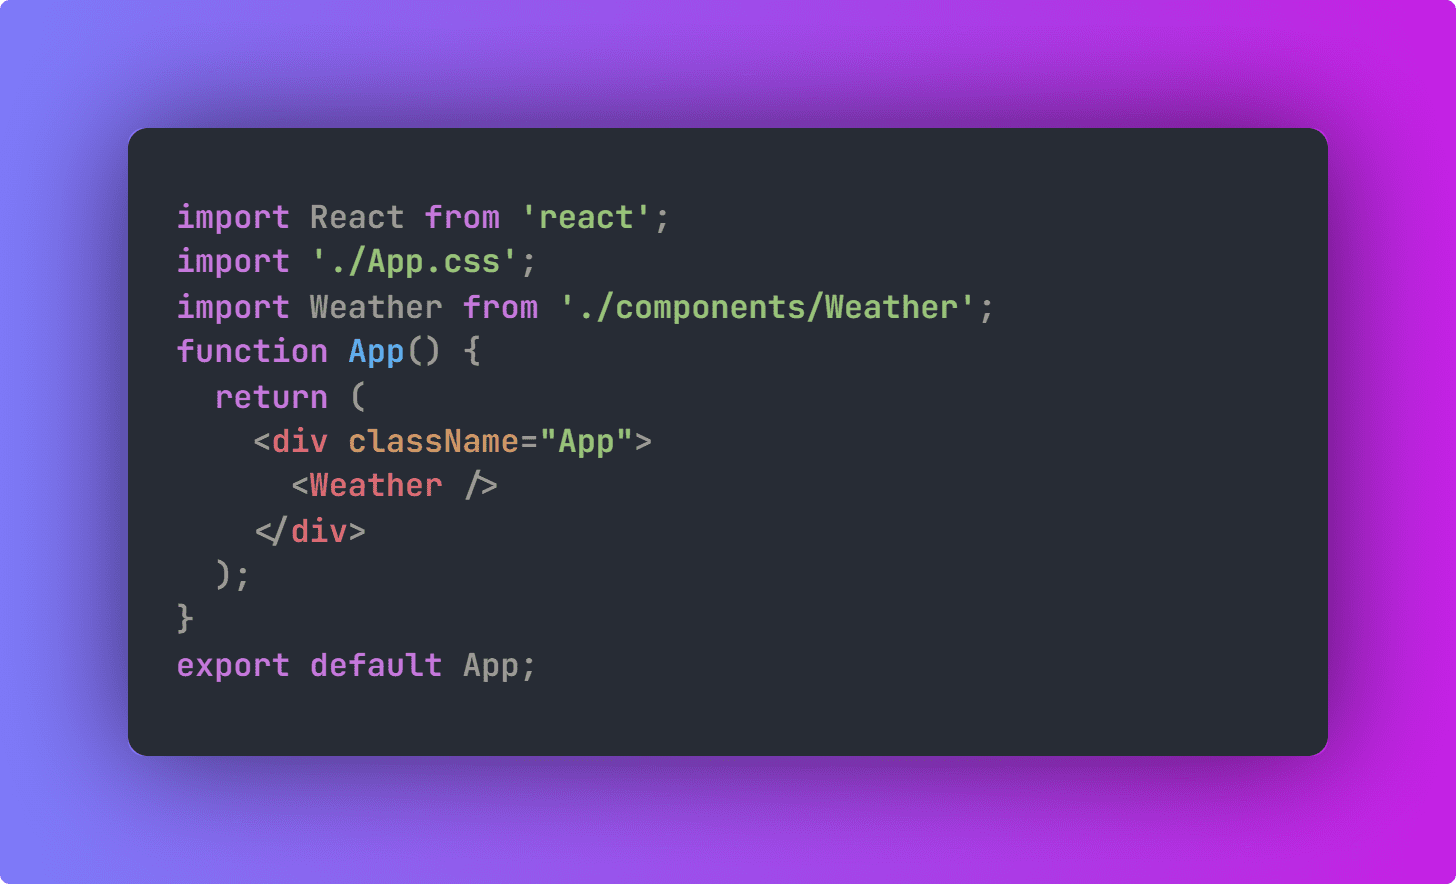 import React from 'react';
import './App.css';
import Weather from './components/Weather';
function App() {
  return (
    <div className="App">
      <Weather />
    </div>
  );
}
export default App;